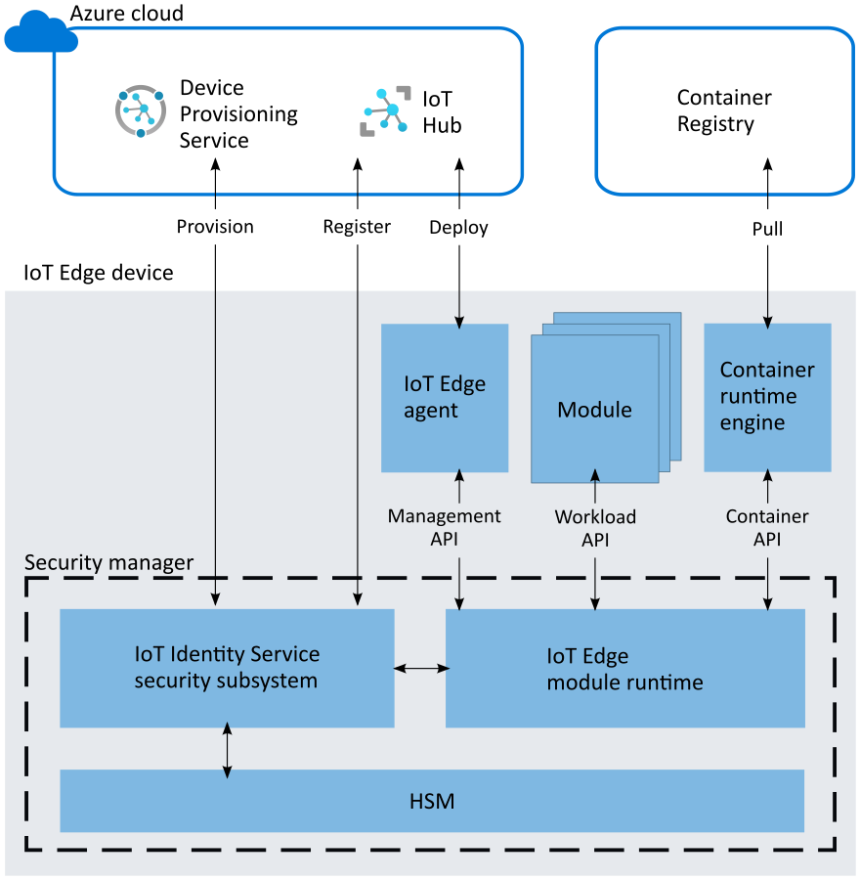 Azure cloud
Device
Provisioning
Service
IoT
Hub
Container
Registry
Provision
Register
Deploy
Pull
IoT Edge device
IoT Edge
agent
Module
Container
runtime
engine
Management
API
Workload
API
Container
API
Security manager
IoT Identity Service
security subsystem
IoT Edge
module runtime
HSM